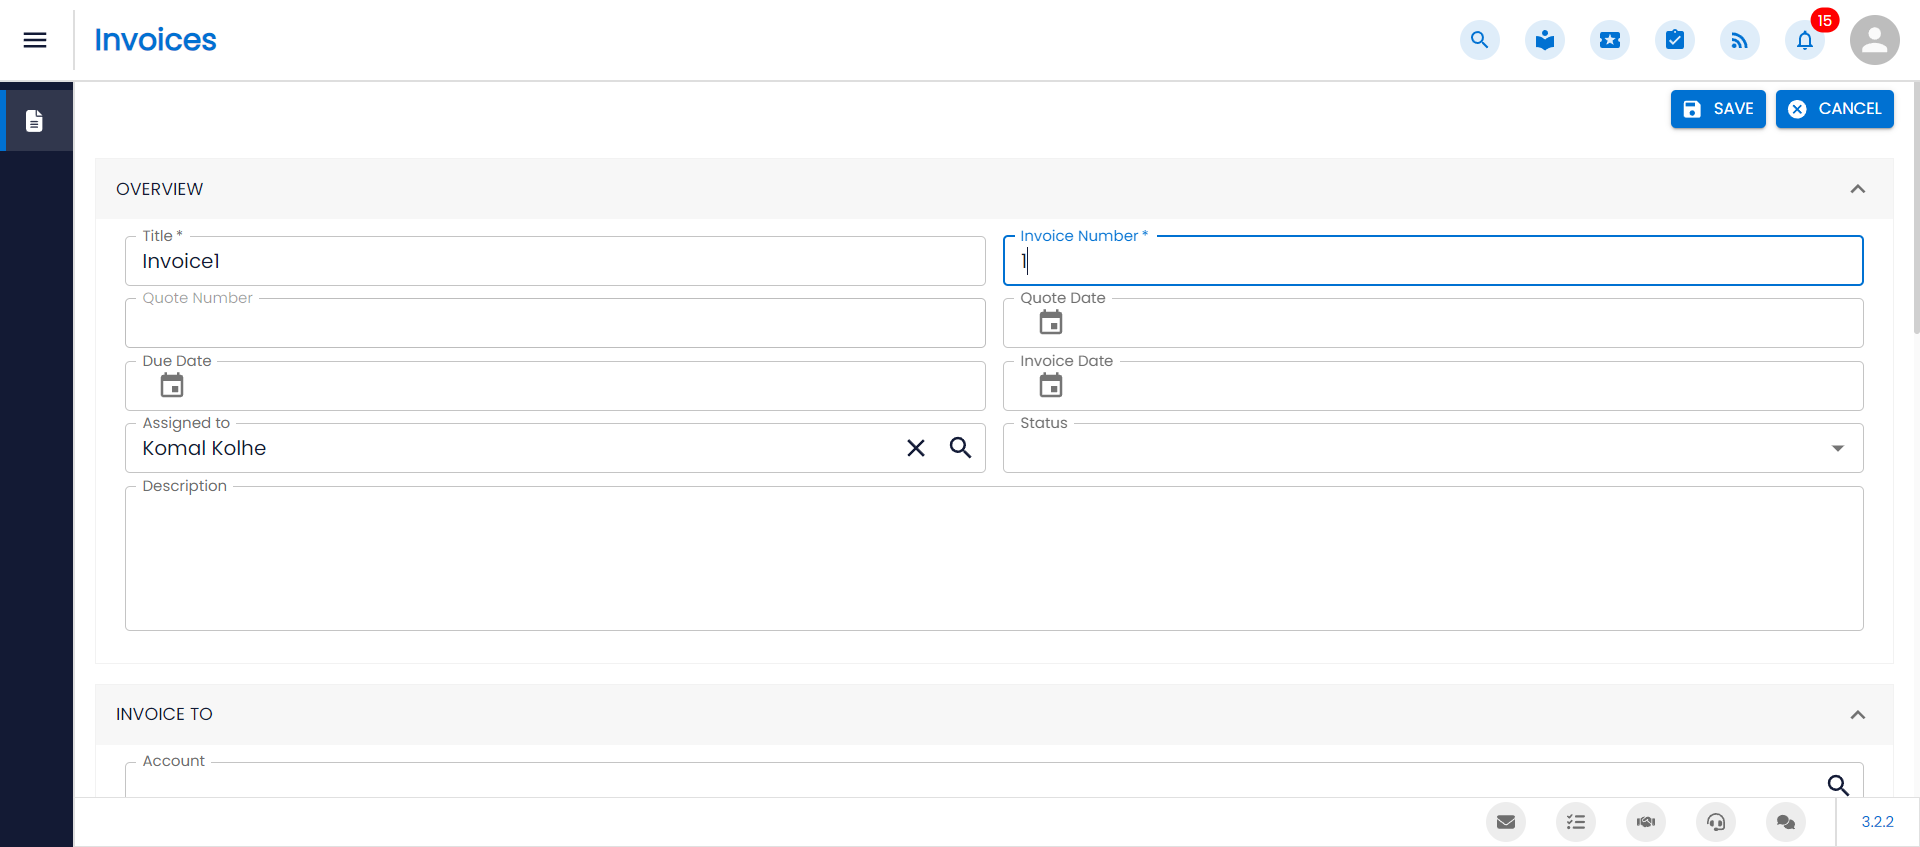 Invoices
15
SAVE
CANCEL
OVERVIEW
Title *
Invoice1
Invoice Number *
1
Quote Number
Quote Date
Due Date
Invoice Date
Assigned to
Komal Kolhe
Status
Description
INVOICE TO
Account
3.2.2